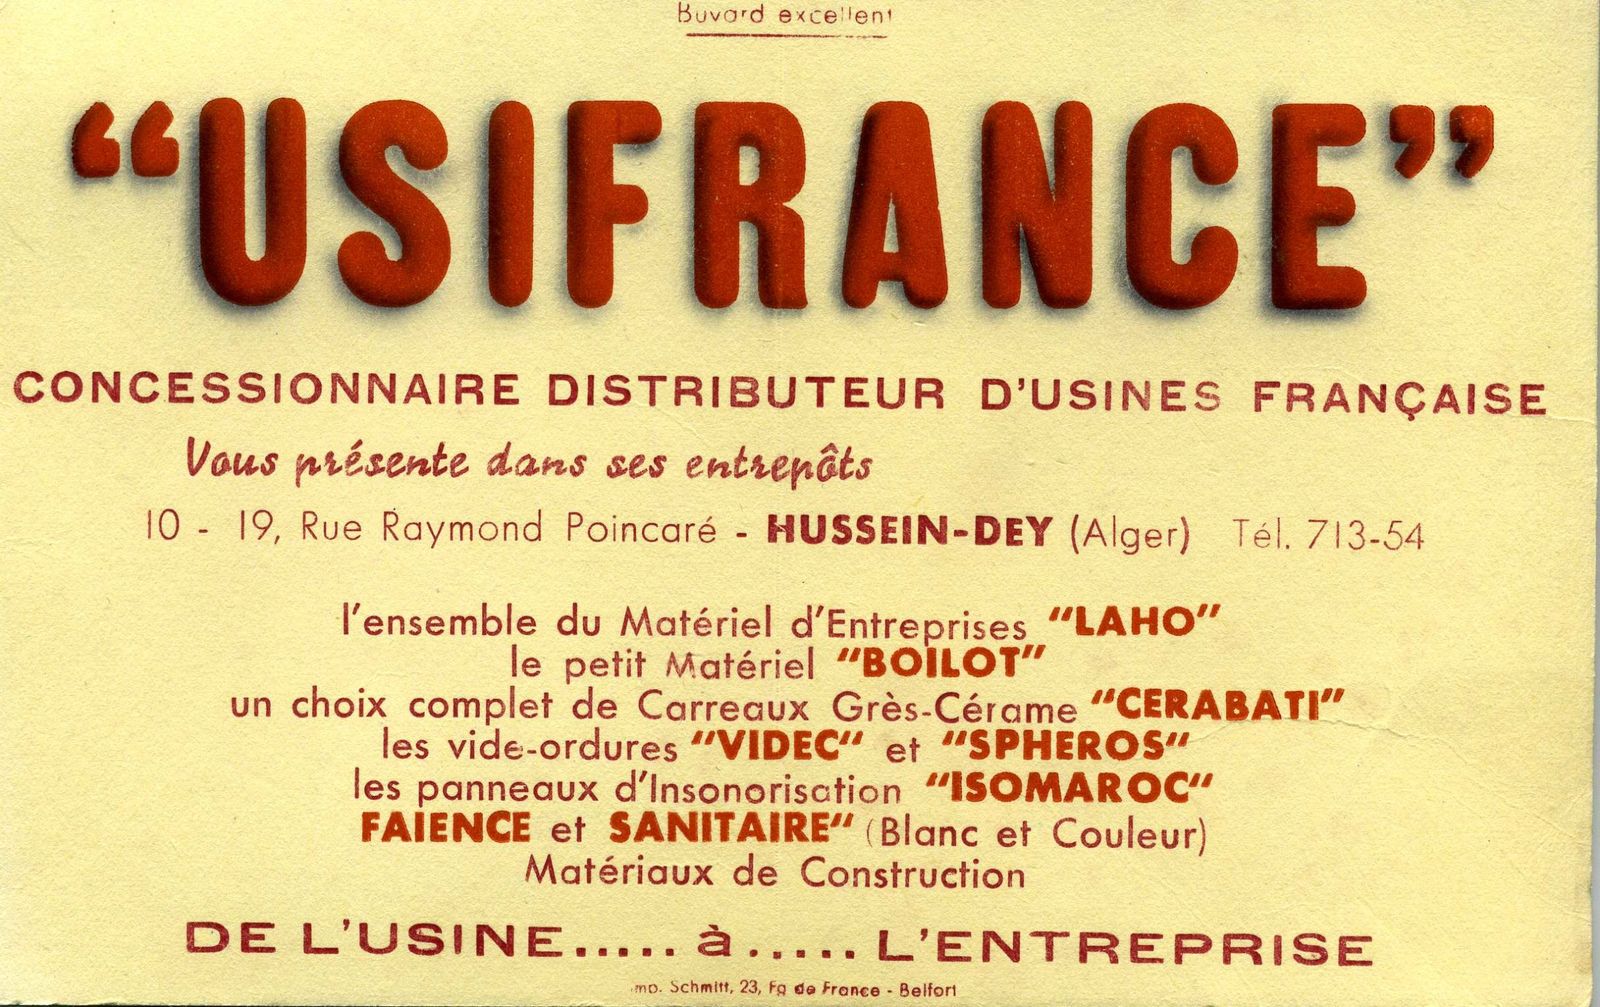 Buvard excellent
“USIFRANCE”
CONCESSIONNAIRE DISTRIBUTEUR D'USINES FRANÇAISE
Vous présente dans ses entrepôts
10 - 19, Rue Raymond Poincaré - HUSSEIN-DEY (Alger) Tél. 713-54
l'ensemble du Matériel d'Entreprises "LAHO"
le petit Matériel "BOILOT"
un choix complet de Carreaux Grès-Cérame "CERABATI"
les vide-ordures "VIDEC" et "SPHEROS"
les panneaux d'Insonorisation "ISOMAROC"
FAIENCE et SANITAIRE" (Blanc et Couleur)
Matériaux de Construction
DE L'USINE..... à..... L'ENTREPRISE
mp. Schmitt, 23, Fg de France - Belfort